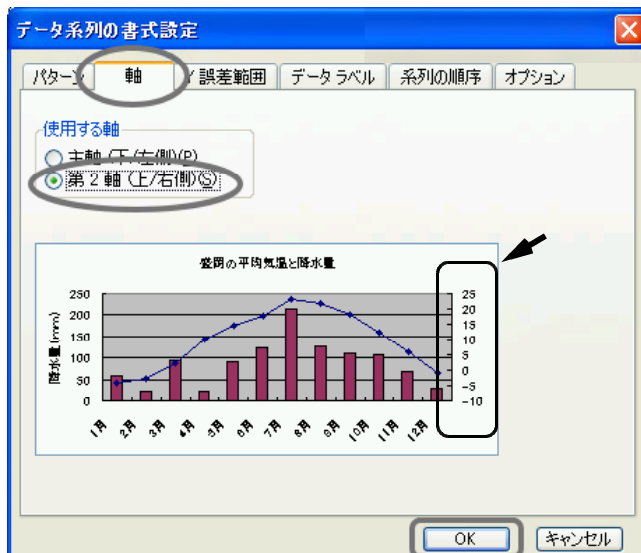 データ系列の書式設定
パターン 軸 Y 誤差範囲 データ ラベル 系列の順序 オプション
使用する軸
主軸 (下/左側)(P)
第 2 軸 (上/右側)(S)
盛岡の平均気温と降水量
降水量(mm)
250
200
150
100
50
0
25
20
15
10
5
0
-5
-10
1月 2月 3月 4月 5月 6月 7月 8月 9月 10月 11月 12月
OK キャンセル